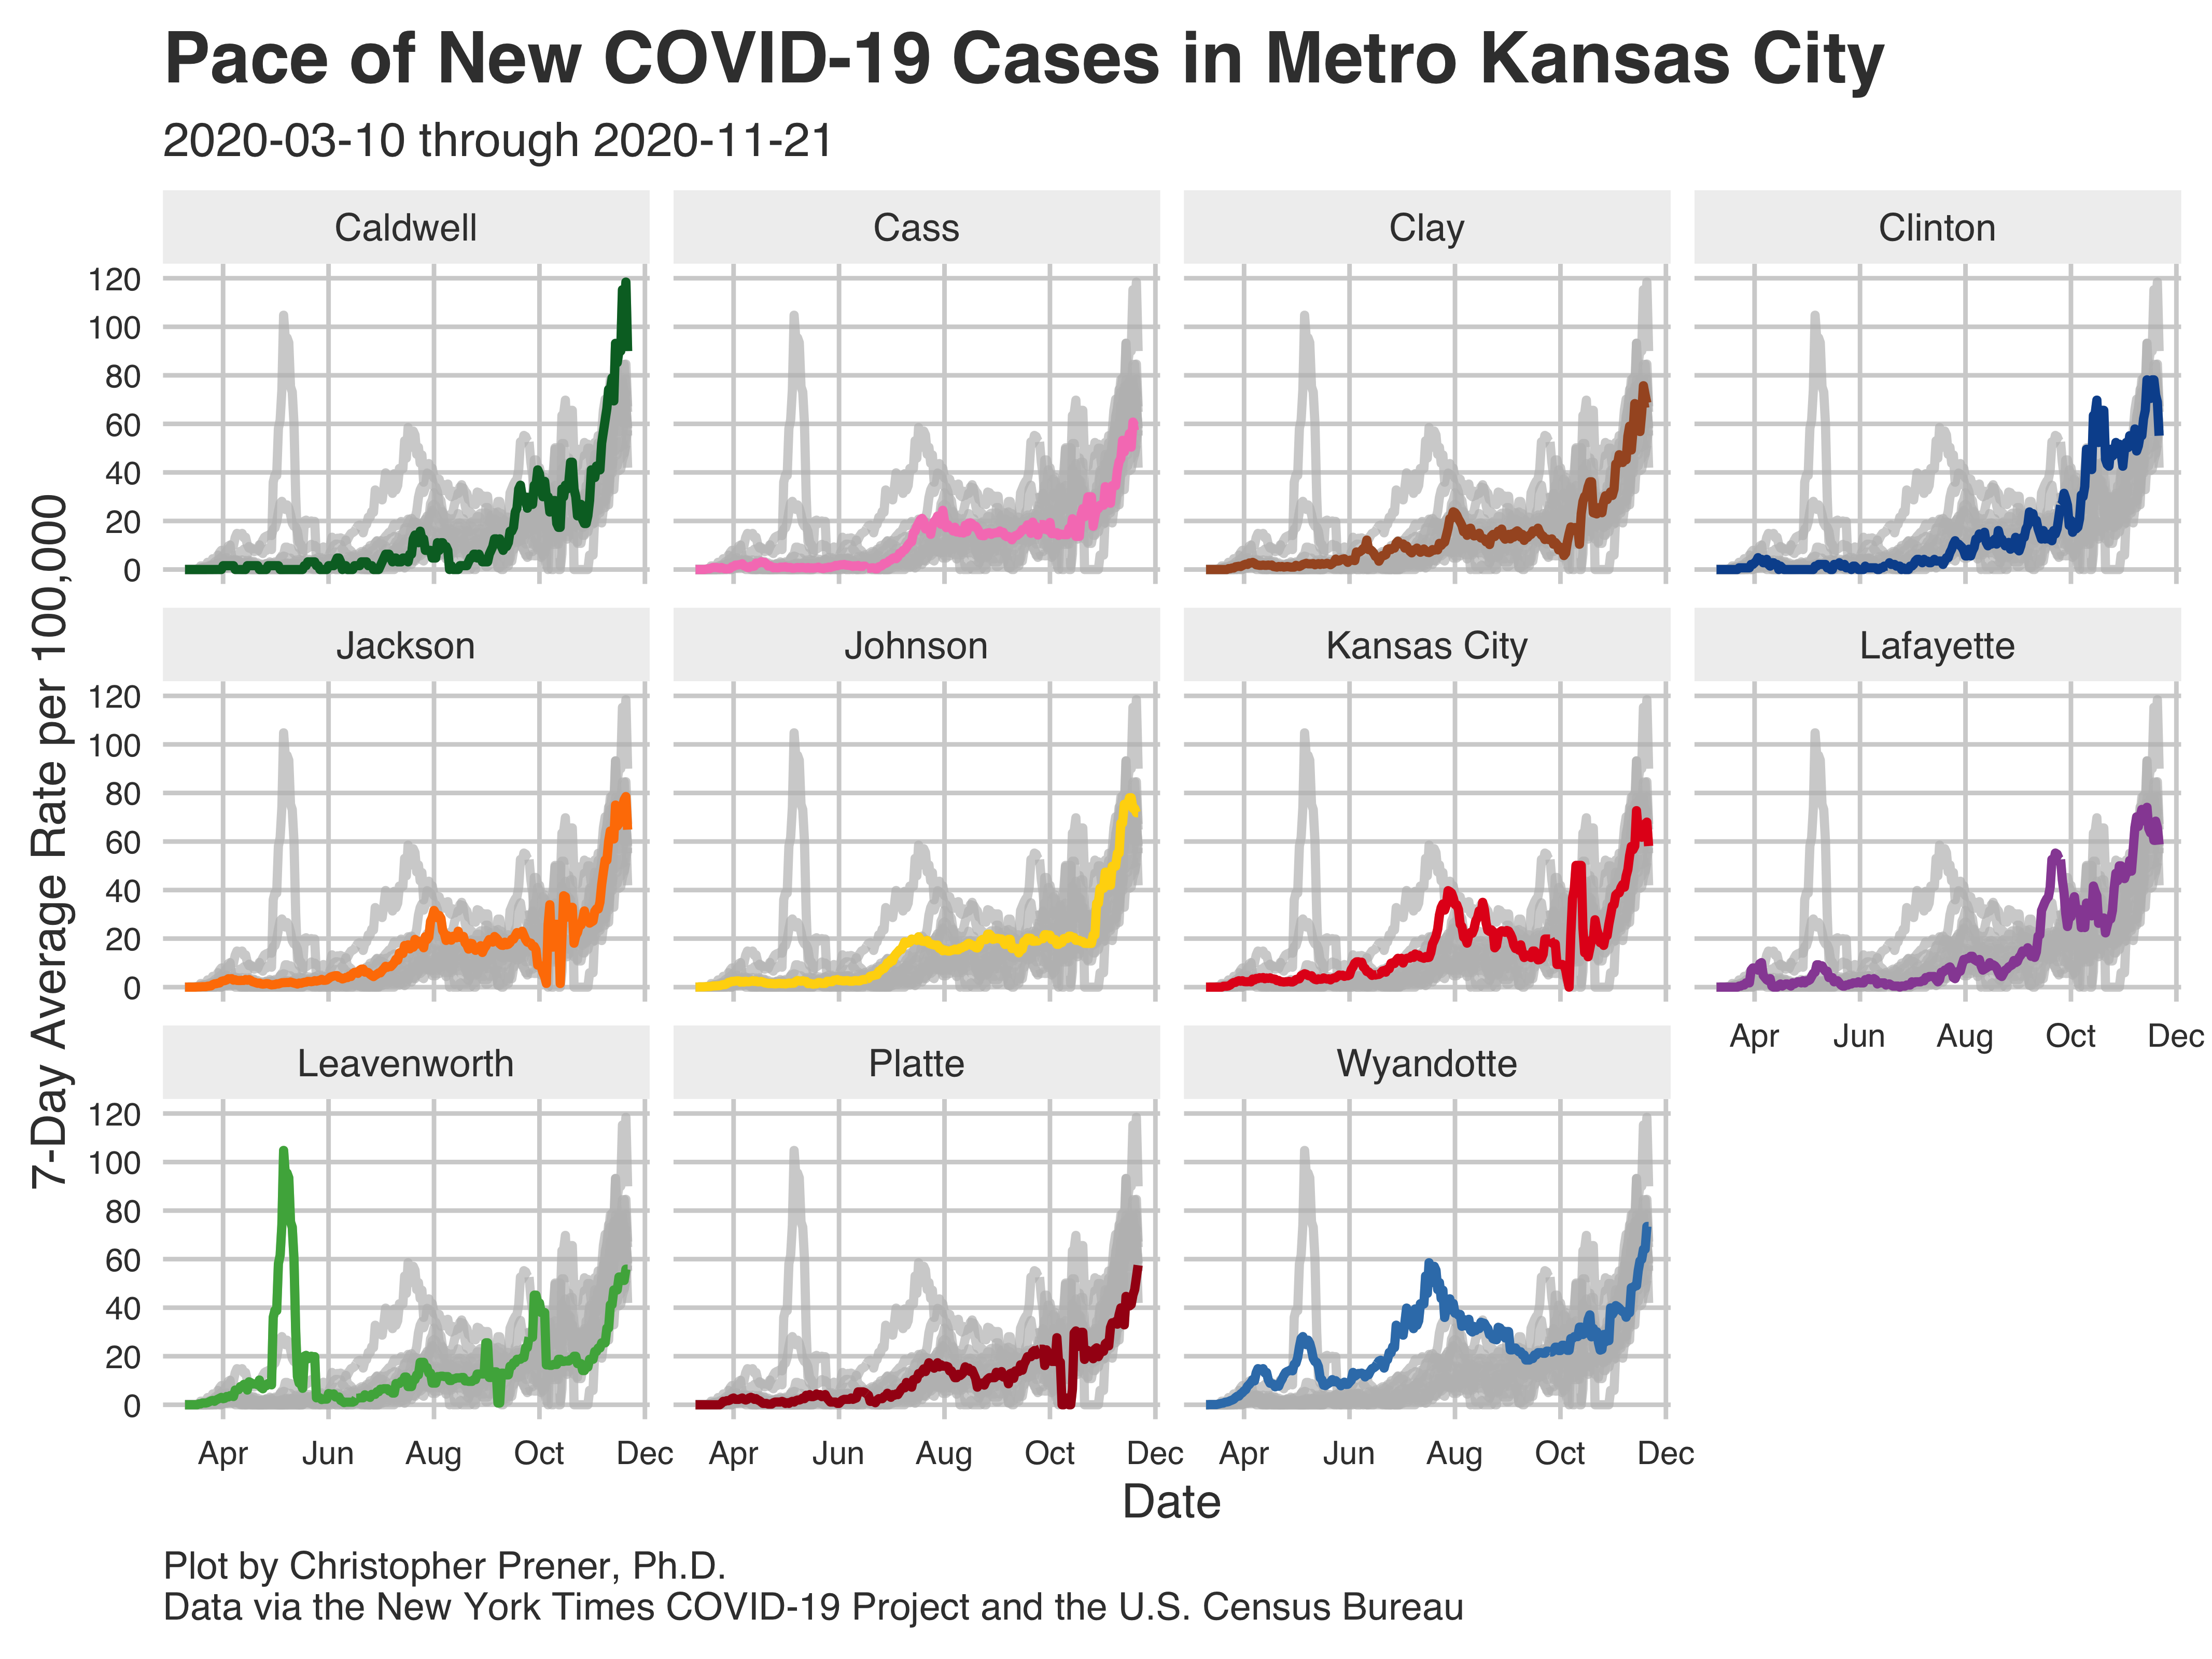 Pace of New COVID-19 Cases in Metro Kansas City
2020-03-10 through 2020-11-21
Caldwell Cass Clay Clinton
120
100
80
60
40
20
0
Jackson Johnson Kansas City Lafayette
120
100
80
60
40
20
0
Apr Jun Aug Oct Dec
Leavenworth Platte Wyandotte
120
100
80
60
40
20
0
Apr Jun Aug Oct Dec Apr Jun Aug Oct Dec Apr Jun Aug Oct Dec
7-Day Average Rate per 100,000
Date
Plot by Christopher Prener, Ph.D.
Data via the New York Times COVID-19 Project and the U.S. Census Bureau